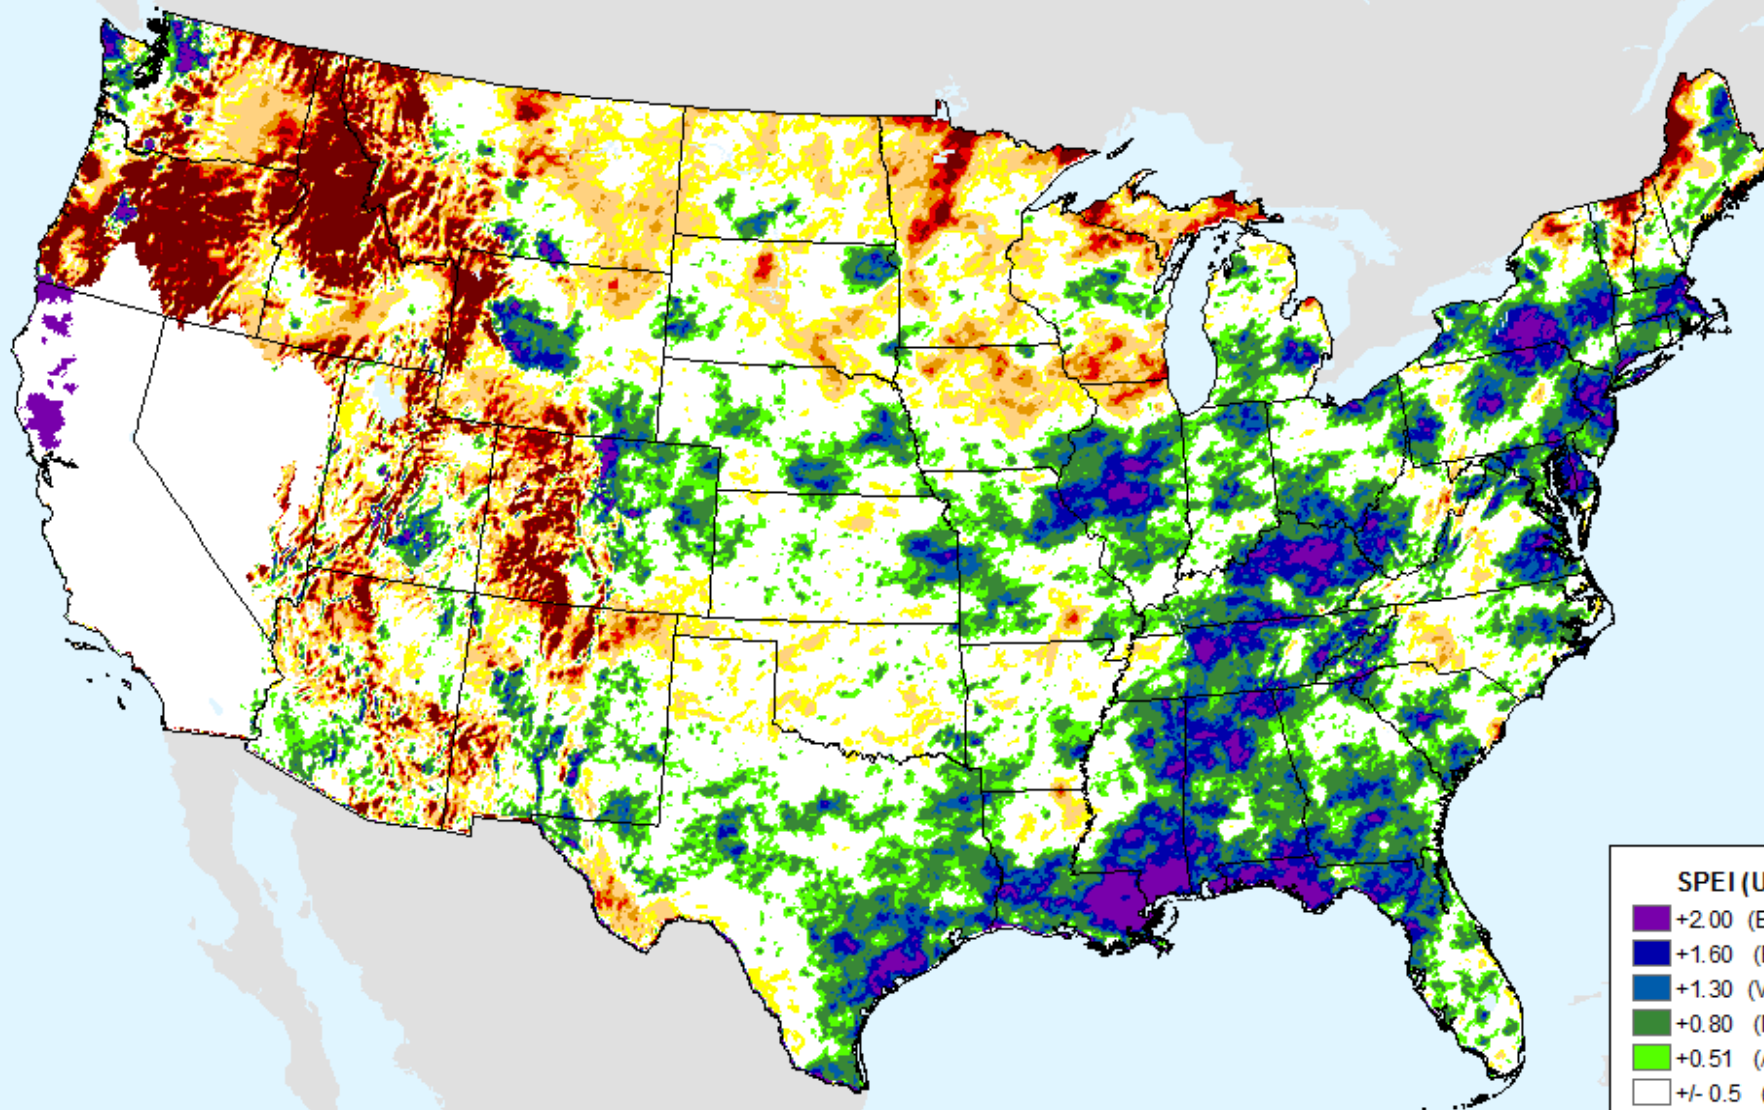 SPEI (U
+2.00 (E
+1.60 (
+1.30 (V
+0.80 (
+0.51 (A
+/- 0.5 (